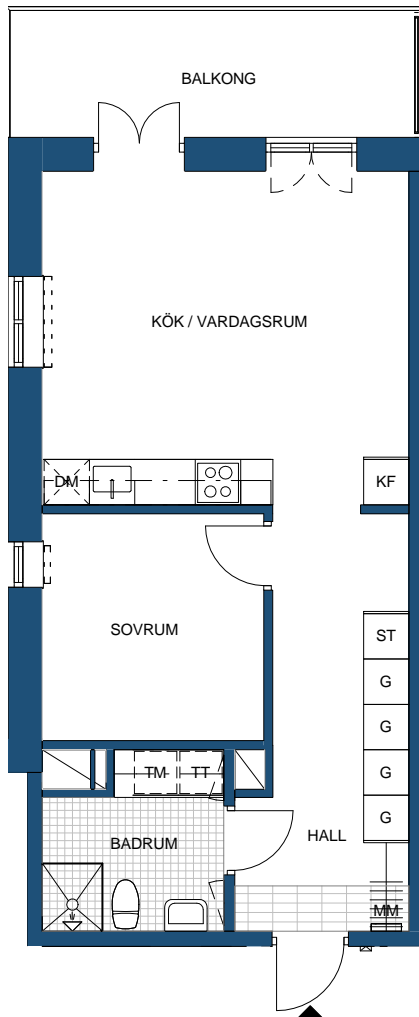 BALKONG
KÖK / VARDAGSRUM
DM
KF
SOVRUM
ST
G
G
G
G
TM
TT
BADRUM
HALL
MM